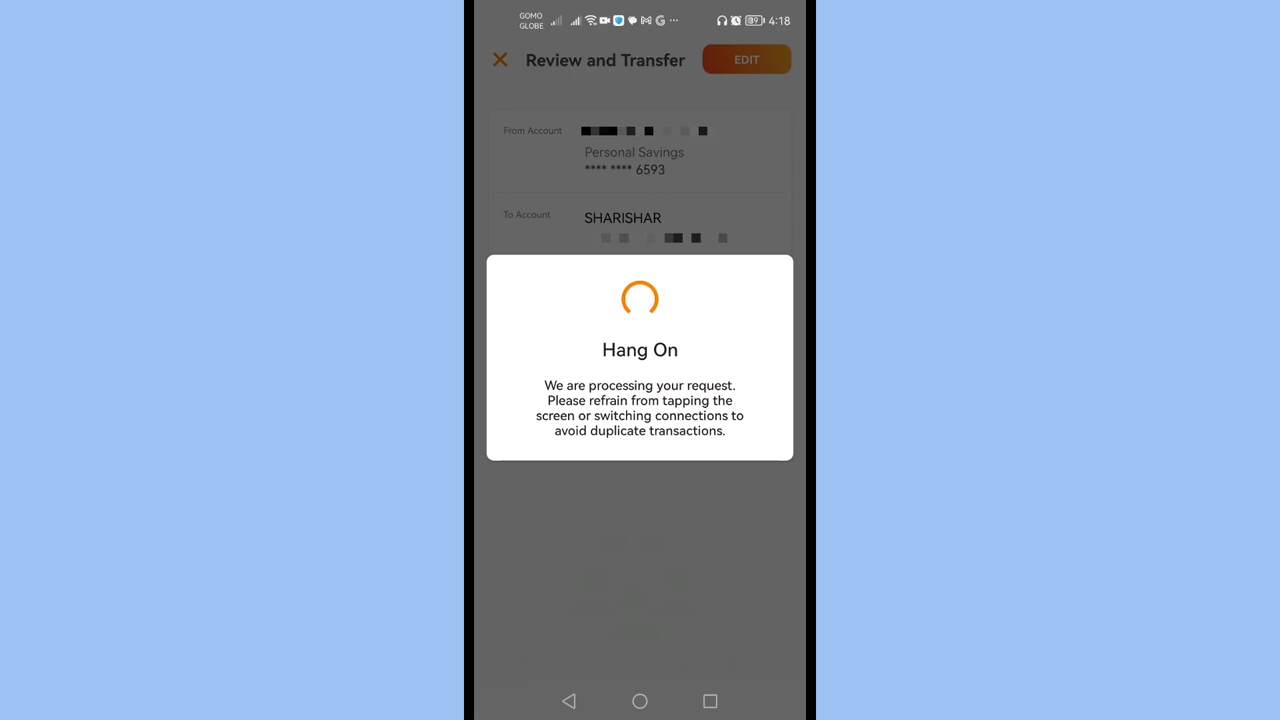 GOMO
GLOBE
89
4:18
Review and Transfer
EDIT
From Account
Personal Savings
**** **** 6593
To Account
SHARISHAR
Hang On
We are processing your request.
Please refrain from tapping the
screen or switching connections to
avoid duplicate transactions.